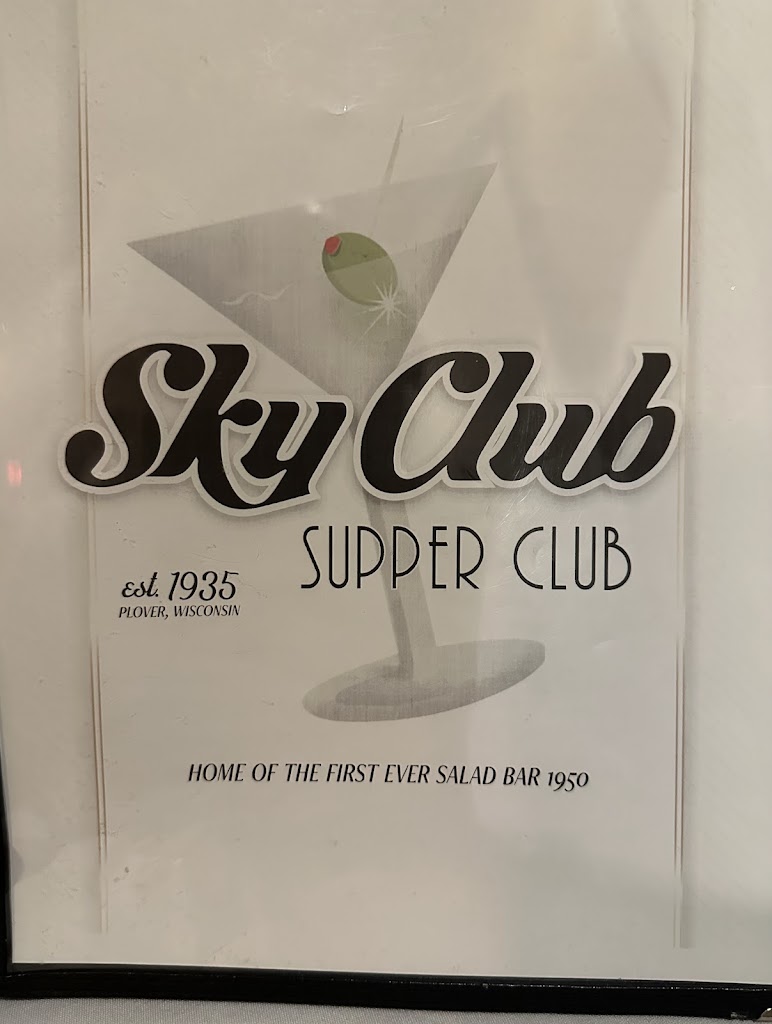 Sky Club
SUPPER CLUB
est. 1935
PLOVER, WISCONSIN
HOME OF THE FIRST EVER SALAD BAR 1950